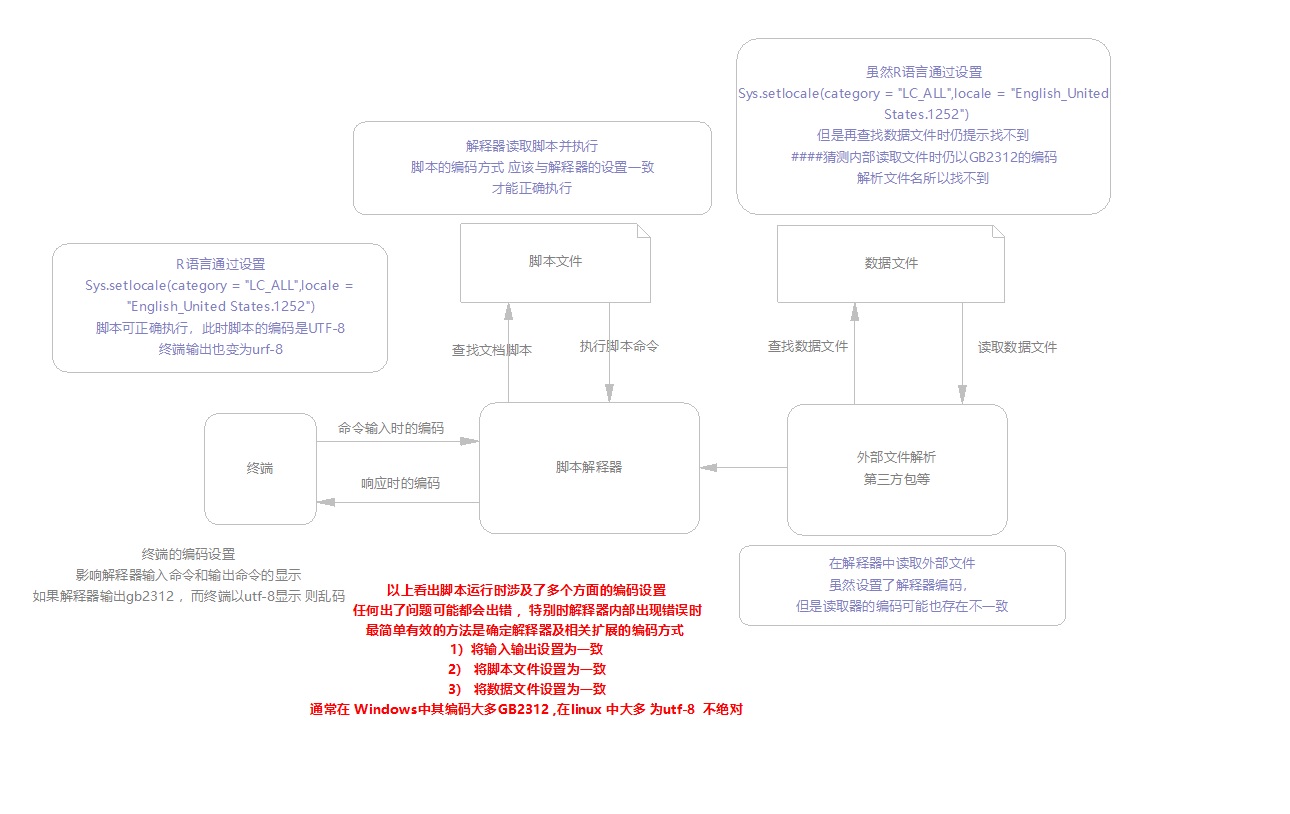 虽然R语言通过设置
Sys.setlocale(category = "LC_ALL",locale = "English_United
States.1252")
但是再查找数据文件时仍提示找不到
####猜测内部读取文件时仍以GB2312的编码
解析文件名所以找不到
解释器读取脚本并执行
脚本的编码方式 应该与解释器的设置一致
才能正确执行
R语言通过设置
Sys.setlocale(category = "LC_ALL",locale =
"English_United States.1252")
脚本可正确执行，此时脚本的编码是UTF-8
终端输出也变为urf-8
脚本文件
数据文件
查找文档脚本
执行脚本命令
查找数据文件
读取数据文件
命令输入时的编码
终端
响应时的编码
脚本解释器
外部文件解析
第三方包等
终端的编码设置
影响解释器输入命令和输出命令的显示
如果解释器输出gb2312 ，而终端以utf-8显示 则乱码
在解释器中读取外部文件
虽然设置了解释器编码，
但是读取器的编码可能也存在不一致
以上看出脚本运行时涉及了多个方面的编码设置
任何出了问题可能都会出错 ，特别时解释器内部出现错误时
最简单有效的方法是确定解释器及相关扩展的编码方式
1）将输入输出设置为一致
2） 将脚本文件设置为一致
3） 将数据文件设置为一致
通常在 Windows中其编码大多GB2312 ,在linux 中大多 为utf-8 不绝对